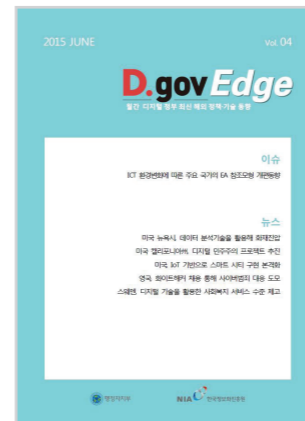 2015 JUNE
Vol. 04
D.gov Edge
월간 디지털 정부 최신 해외 정책·기술 동향
이슈
ICT 환경변화에 따른 주요 국가의 EA 참조모형 개편동향
뉴스
미국 뉴욕시, 데이터 분석기술을 활용해 화재진압
미국 캘리포니아州, 디지털 민주주의 프로젝트 추진
미국, IoT 기반으로 스마트 시티 구현 본격화
영국, 화이트해커 채용 통해 사이버범죄 대응 도모
스웨덴, 디지털 기술을 활용한 사회복지 서비스 수준 제고
행정자치부
NIA 한국정보화진흥원